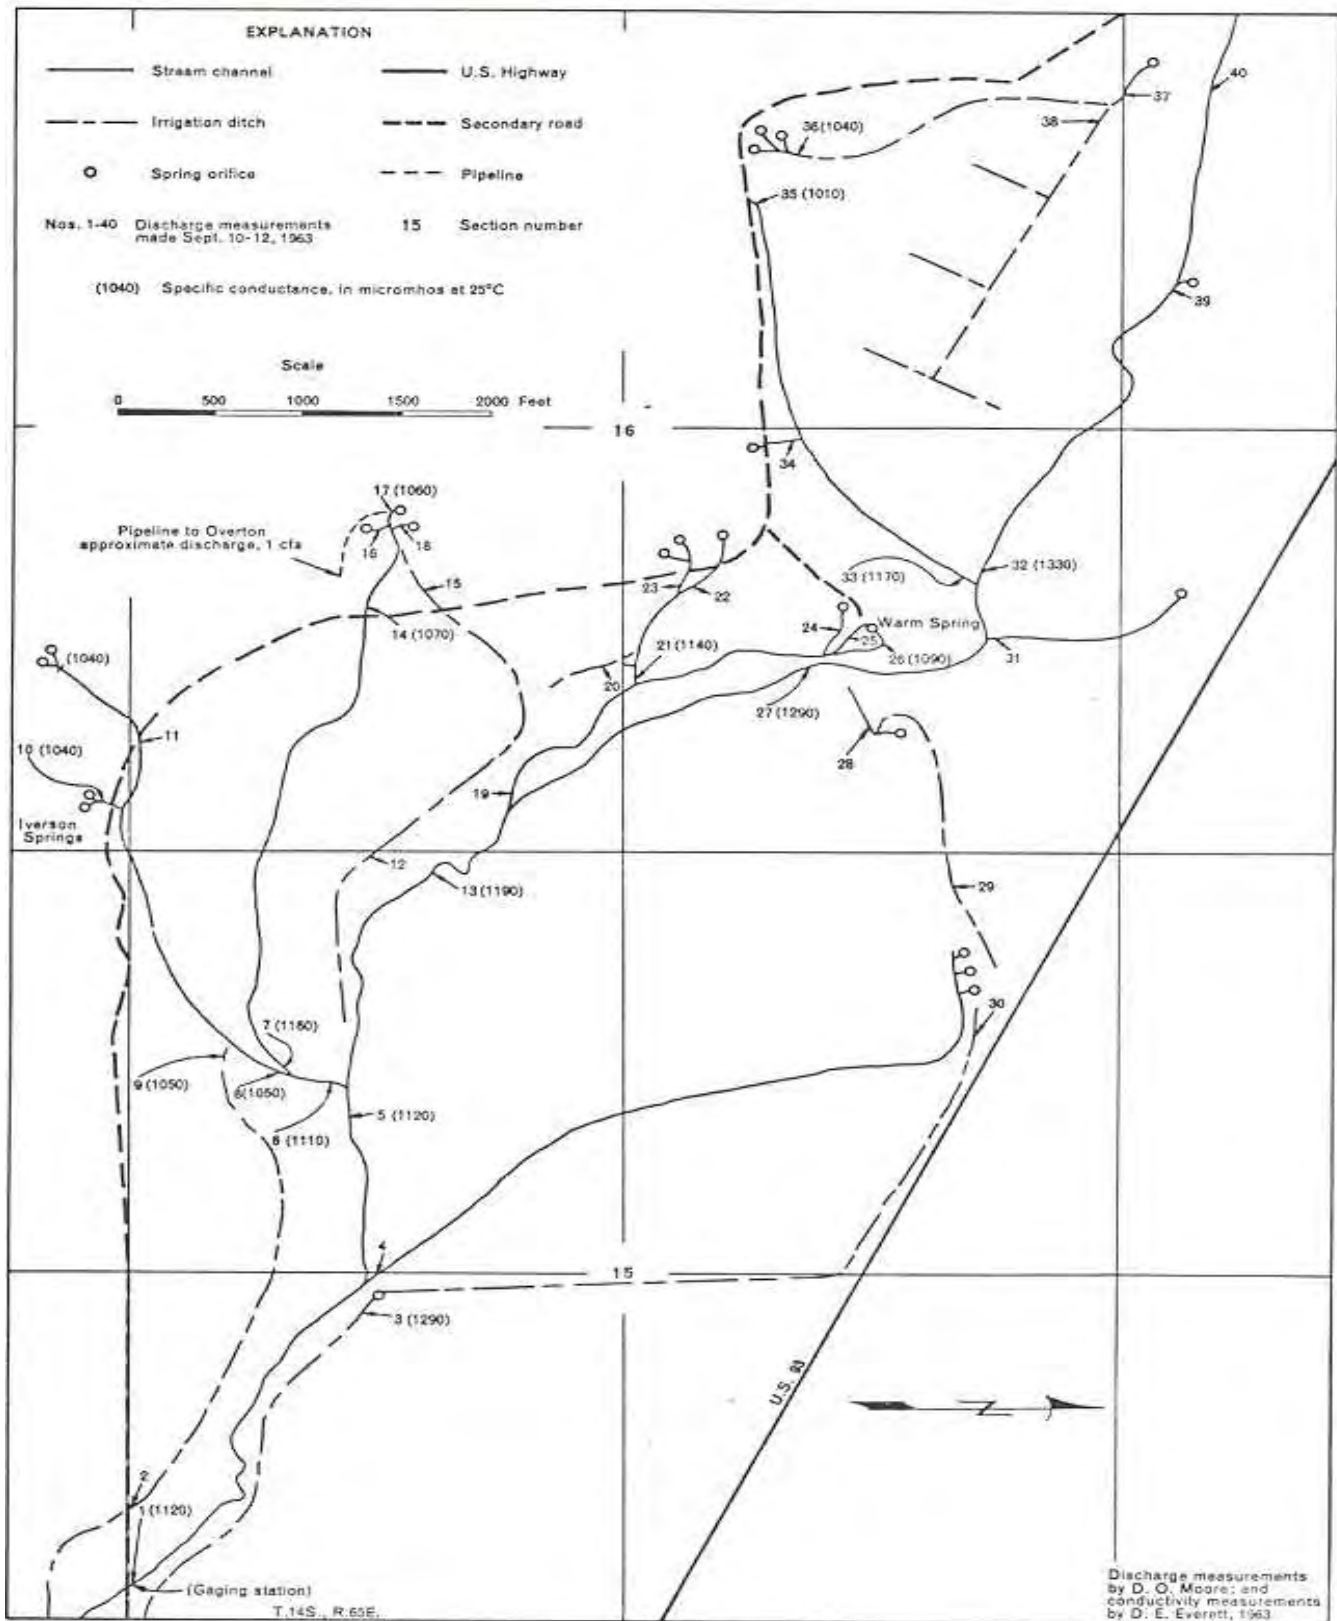 EXPLANATION
Stream channel
U.S. Highway
Irrigation ditch
Secondary road
Spring orifice
Pipeline
Nos. 1-40 Discharge measurements
made Sept. 10-12, 1963
15 Section number
(1040) Specific conductance, in micromhos at 25°C
Scale
0 500 1000 1500 2000 Feet
40
37
38
36(1040)
35 (1010)
39
16
34
17 (1060)
Pipeline to Overton
approximate discharge, 1 cfs
16
18
15
33(1170)
32 (1330)
23
22
14 (1070)
24
Warm Spring
25
26 (1090)
31
21 (1140)
20
(1040)
27 (1290)
11
28
10 (1040)
19
Iverson
Springs
12
13 (1190)
29
30
7 (1180)
9 (1050)
8(1050)
5 (1120)
6 (1110)
4
15
3 (1290)
U.S. 93
N
2
1 (1120)
(Gaging station)
T.14S., R.65E.
Discharge measurements
by D. O. Moore; and
conductivity measurements
by D. E. Everett, 1963